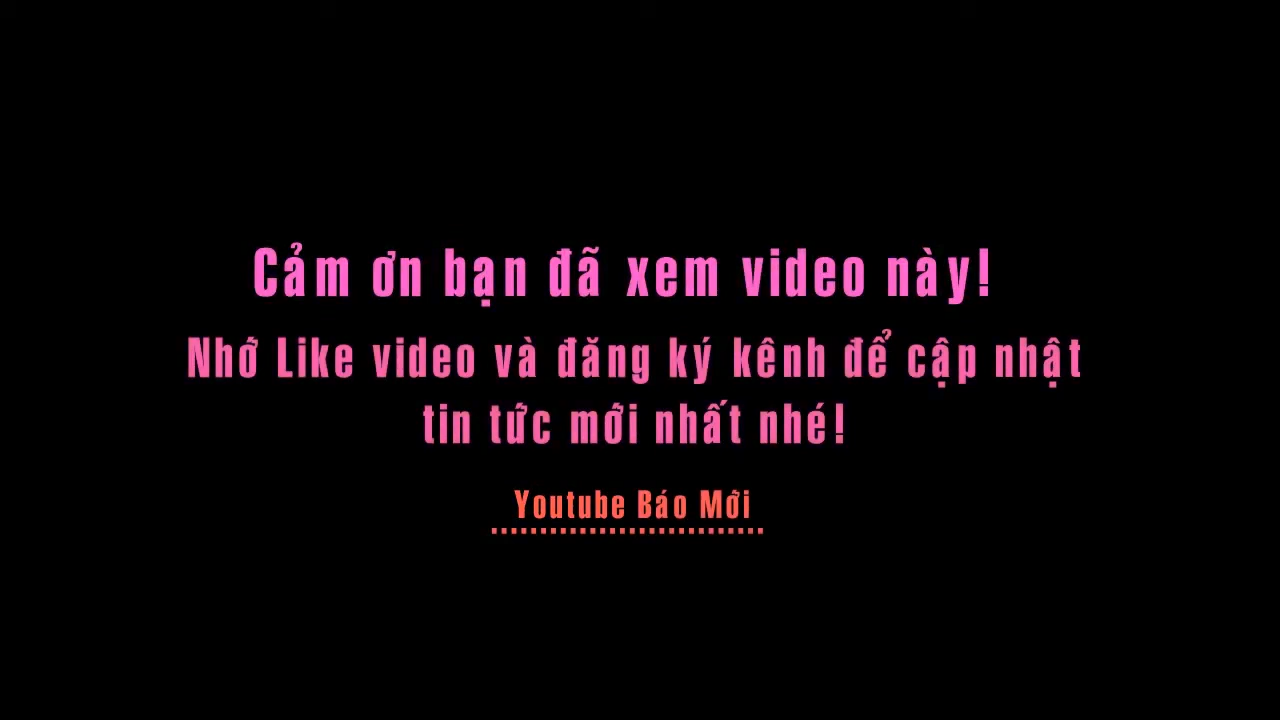 Cảm ơn bạn đã xem video này!
Nhớ Like video và đăng ký kênh để cập nhật
tin tức mới nhất nhé!
Youtube Báo Mới